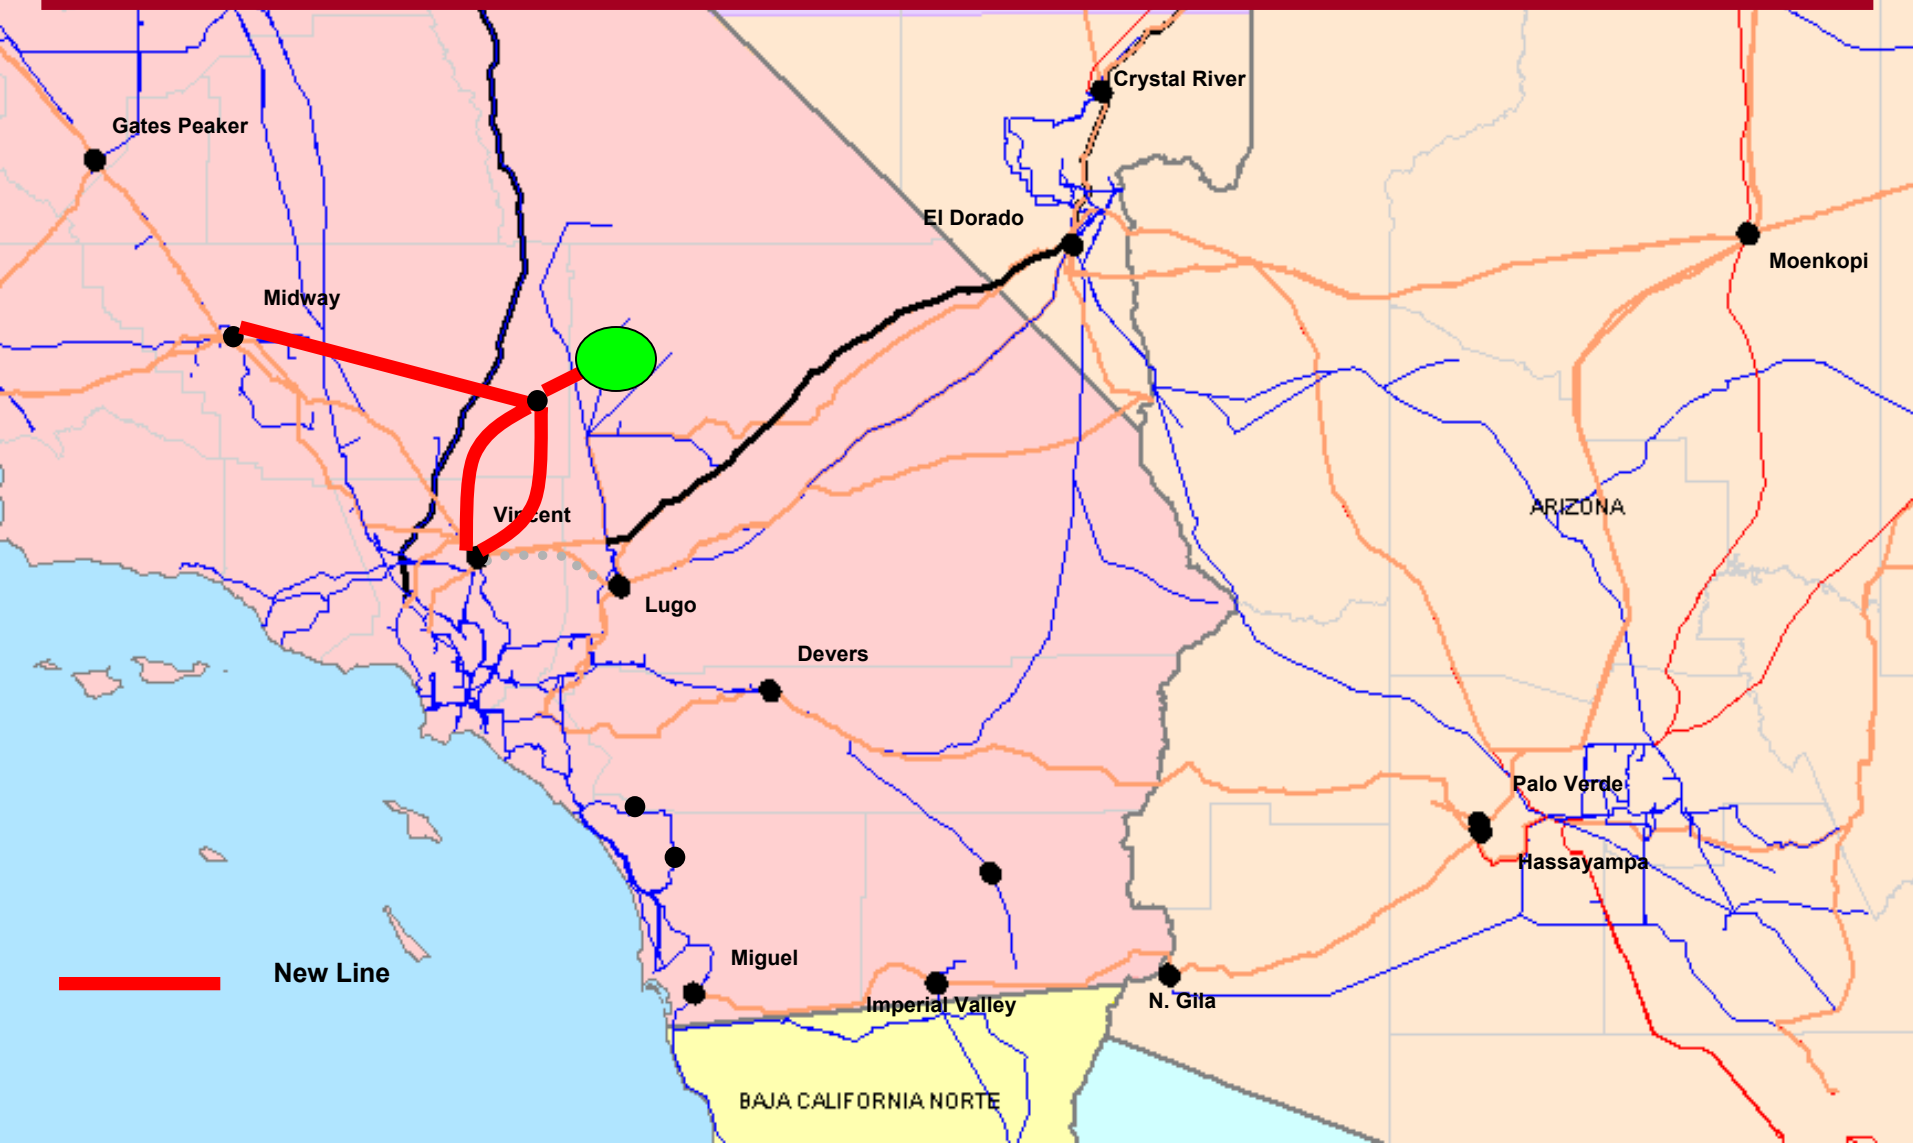 Crystal River
Gates Peaker
El Dorado
Moenkopi
Midway
ARIZONA
Vincent
Lugo
Devers
Palo Verde
Hassayampa
Miguel
New Line
Imperial Valley
N. Gila
BAJA CALIFORNIA NORTE